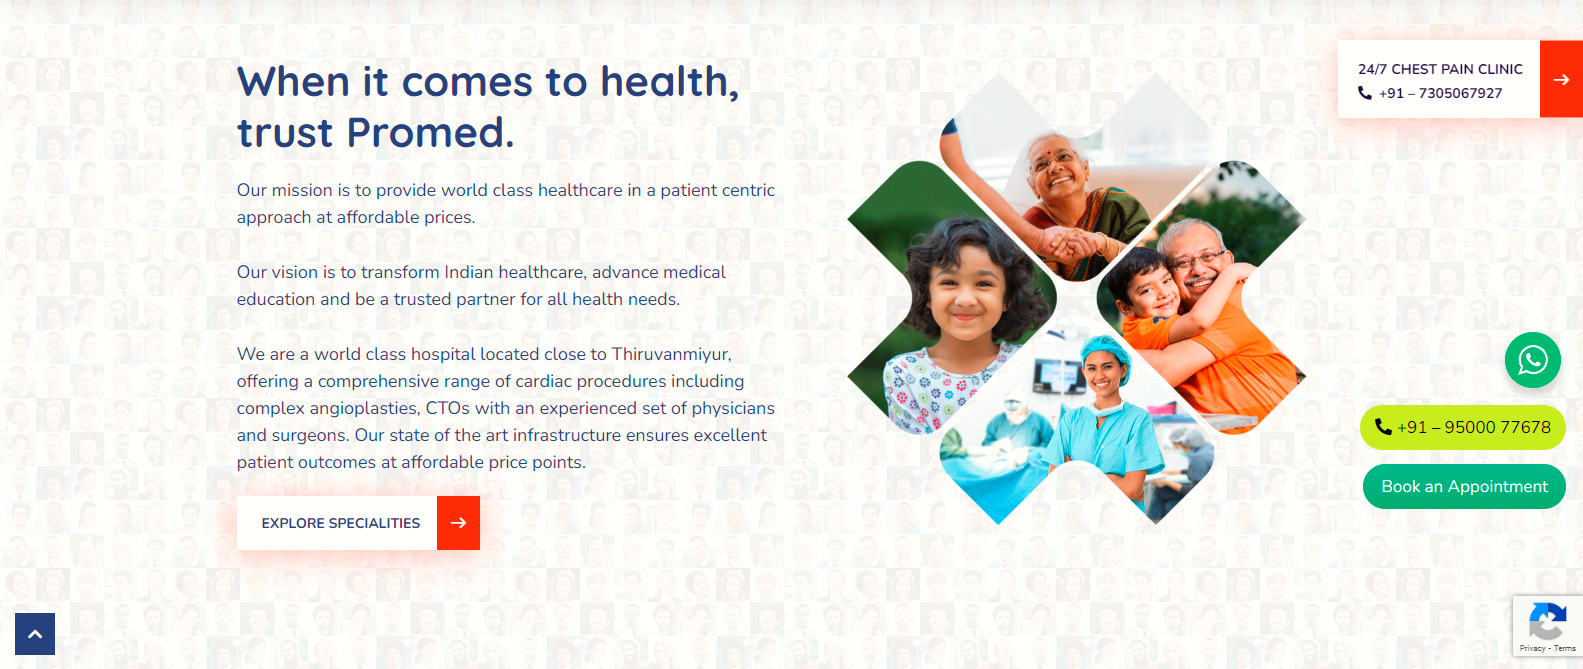 When it comes to health,
trust Promed.
Our mission is to provide world class healthcare in a patient centric
approach at affordable prices.
Our vision is to transform Indian healthcare, advance medical
education and be a trusted partner for all health needs.
We are a world class hospital located close to Thiruvanmiyur,
offering a comprehensive range of cardiac procedures including
complex angioplasties, CTOs with an experienced set of physicians
and surgeons. Our state of the art infrastructure ensures excellent
patient outcomes at affordable price points.
EXPLORE SPECIALITIES
24/7 CHEST PAIN CLINIC
+91 – 7305067927
+91 – 95000 77678
Book an Appointment
Privacy - Terms